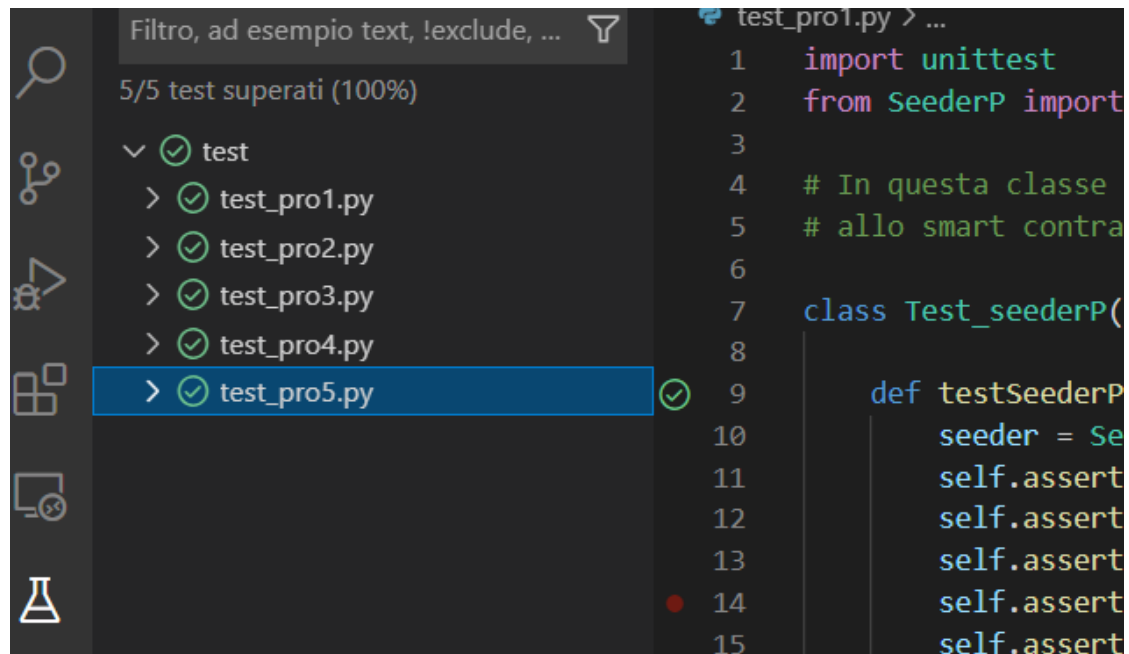 Filtro, ad esempio text, !exclude, ...
5/5 test superati (100%)
test
test_pro1.py
test_pro2.py
test_pro3.py
test_pro4.py
test_pro5.py
test_pro1.py > ...
1 import unittest
2 from SeederP import
3
4 # In questa classe
5 # allo smart contra
6
7 class Test_seederP(
8
9 def testSeederP
10 seeder = Se
11 self.assert
12 self.assert
13 self.assert
14 self.assert
15 self.assert